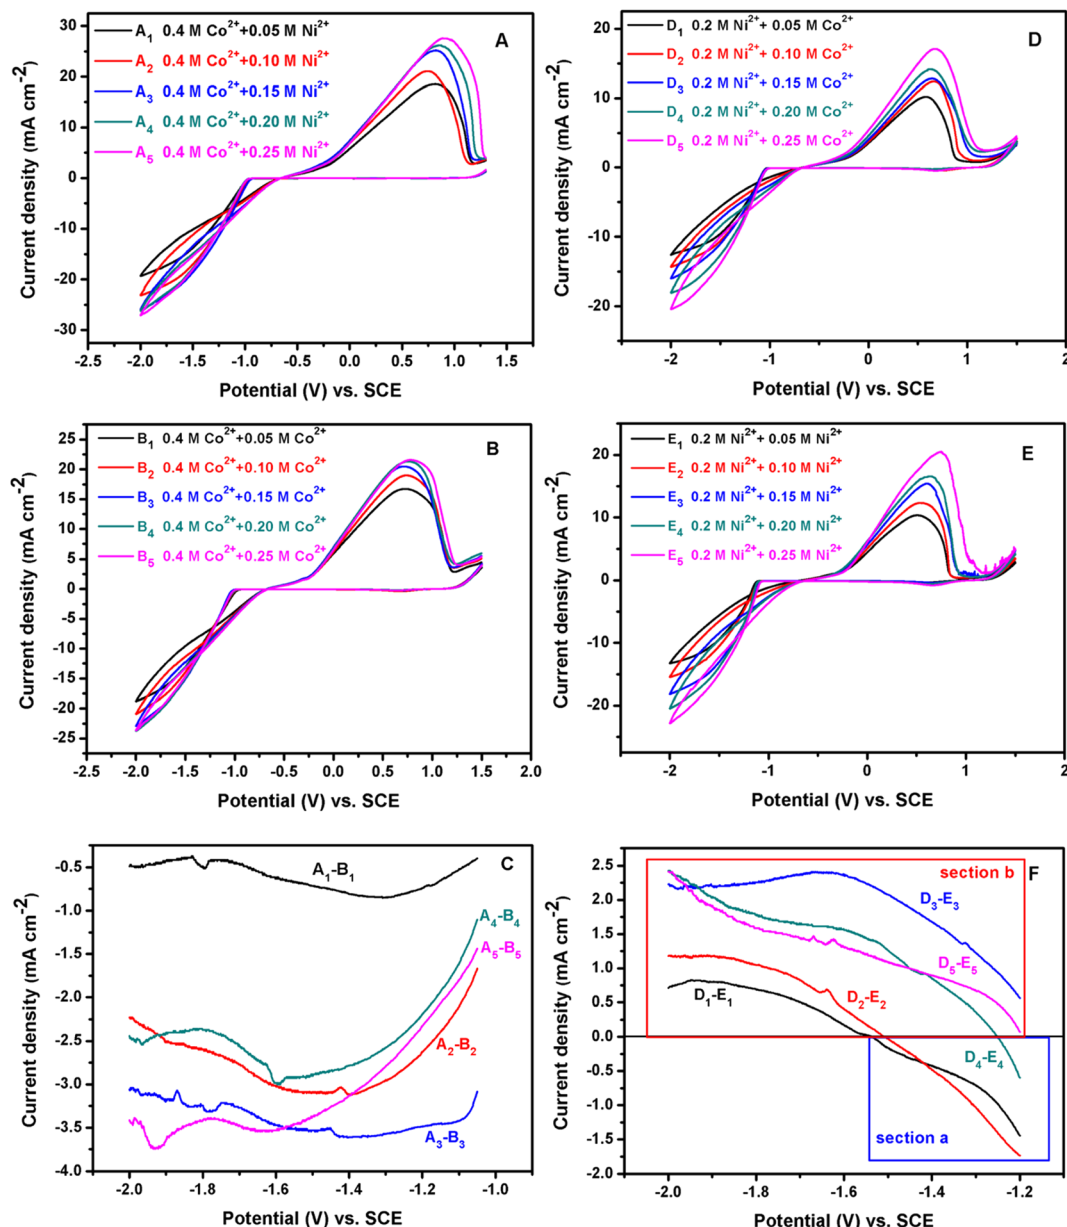 A
A₁ 0.4 M Co²⁺+0.05 M Ni²⁺
A₂ 0.4 M Co²⁺+0.10 M Ni²⁺
A₃ 0.4 M Co²⁺+0.15 M Ni²⁺
A₄ 0.4 M Co²⁺+0.20 M Ni²⁺
A₅ 0.4 M Co²⁺+0.25 M Ni²⁺
30
20
10
0
-10
-20
-30
Current density (mA cm⁻²)
-2.5 -2.0 -1.5 -1.0 -0.5 0.0 0.5 1.0 1.5
Potential (V) vs. SCE
D
D₁ 0.2 M Ni²⁺+ 0.05 M Co²⁺
D₂ 0.2 M Ni²⁺+ 0.10 M Co²⁺
D₃ 0.2 M Ni²⁺+ 0.15 M Co²⁺
D₄ 0.2 M Ni²⁺+ 0.20 M Co²⁺
D₅ 0.2 M Ni²⁺+ 0.25 M Co²⁺
20
10
0
-10
-20
Current density (mA cm⁻²)
-2 -1 0 1 2
Potential (V) vs. SCE
B
B₁ 0.4 M Co²⁺+0.05 M Co²⁺
B₂ 0.4 M Co²⁺+0.10 M Co²⁺
B₃ 0.4 M Co²⁺+0.15 M Co²⁺
B₄ 0.4 M Co²⁺+0.20 M Co²⁺
B₅ 0.4 M Co²⁺+0.25 M Co²⁺
25
20
15
10
5
0
-5
-10
-15
-20
-25
Current density (mA cm⁻²)
-2.5 -2.0 -1.5 -1.0 -0.5 0.0 0.5 1.0 1.5 2.0
Potential (V) vs. SCE
E
E₁ 0.2 M Ni²⁺+ 0.05 M Ni²⁺
E₂ 0.2 M Ni²⁺+ 0.10 M Ni²⁺
E₃ 0.2 M Ni²⁺+ 0.15 M Ni²⁺
E₄ 0.2 M Ni²⁺+ 0.20 M Ni²⁺
E₅ 0.2 M Ni²⁺+ 0.25 M Ni²⁺
20
10
0
-10
-20
Current density (mA cm⁻²)
-2 -1 0 1 2
Potential (V) vs. SCE
C
A₁-B₁
A₄-B₄
A₅-B₅
A₂-B₂
A₃-B₃
-0.5
-1.0
-1.5
-2.0
-2.5
-3.0
-3.5
-4.0
Current density (mA cm⁻²)
-2.0 -1.8 -1.6 -1.4 -1.2 -1.0
Potential (V) vs. SCE
section b
F
D₃-E₃
D₅-E₅
D₂-E₂
D₁-E₁
D₄-E₄
section a
2.5
2.0
1.5
1.0
0.5
0.0
-0.5
-1.0
-1.5
-2.0
Current density (mA cm⁻²)
-2.0 -1.8 -1.6 -1.4 -1.2
Potential (V) vs. SCE